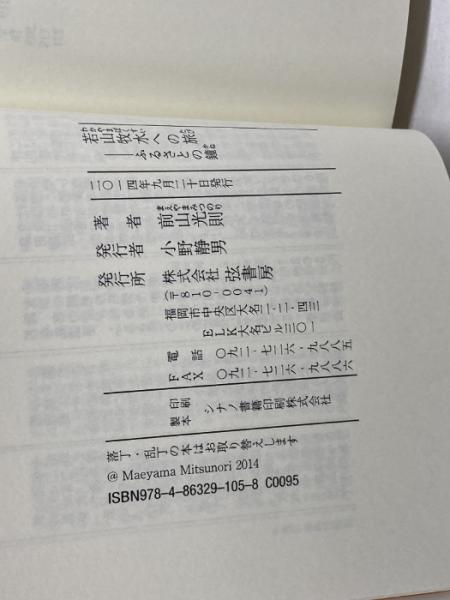 若山牧水への旅
──ふるさとの鐘
二〇一四年九月二十日発行
著者 前山光則
発行者 小野静男
発行所 株式会社 弦書房
(〒810-0041)
福岡市中央区大名二-二-四三
ELK大名ビル三〇一
電話 〇九二・七二六・九八八五
FAX 〇九二・七二六・九八八六
印刷 製本 シナノ書籍印刷株式会社
落丁・乱丁の本はお取り替えします
@ Maeyama Mitsunori 2014
ISBN978-4-86329-105-8 C0095